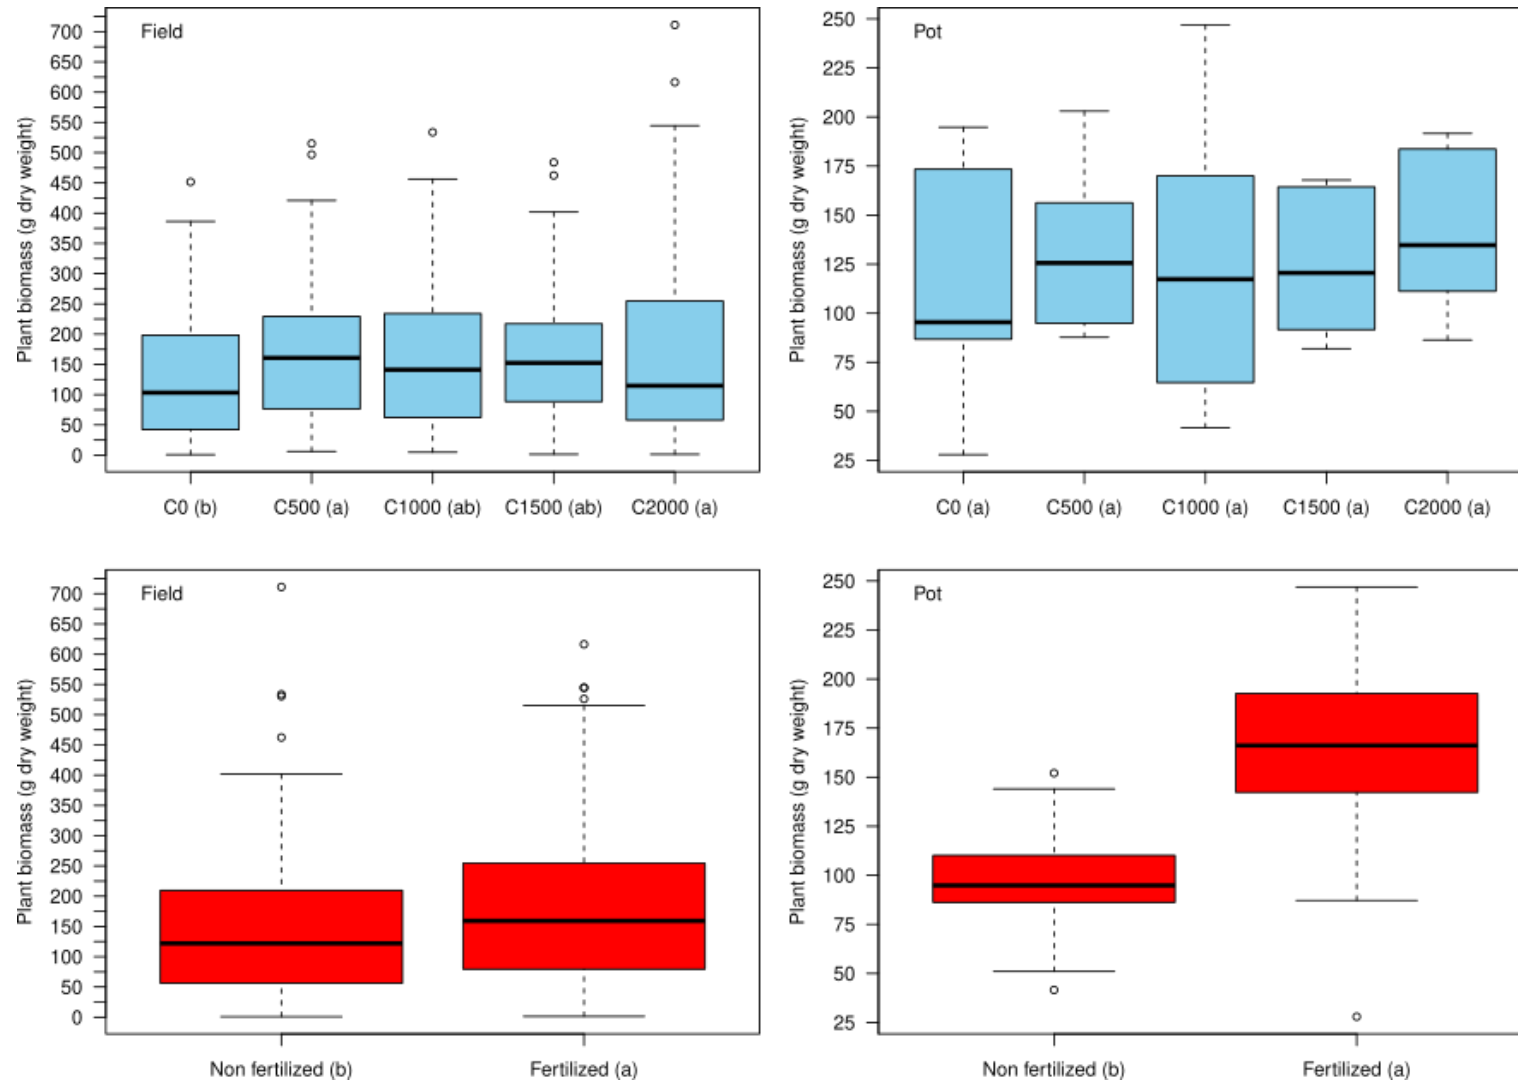 Field
Plant biomass (g dry weight)
700
650
600
550
500
450
400
350
300
250
200
150
100
50
0
C0 (b)
C500 (a)
C1000 (ab)
C1500 (ab)
C2000 (a)
Pot
Plant biomass (g dry weight)
250
225
200
175
150
125
100
75
50
25
C0 (a)
C500 (a)
C1000 (a)
C1500 (a)
C2000 (a)
Field
Plant biomass (g dry weight)
700
650
600
550
500
450
400
350
300
250
200
150
100
50
0
Non fertilized (b)
Fertilized (a)
Pot
Plant biomass (g dry weight)
250
225
200
175
150
125
100
75
50
25
Non fertilized (b)
Fertilized (a)